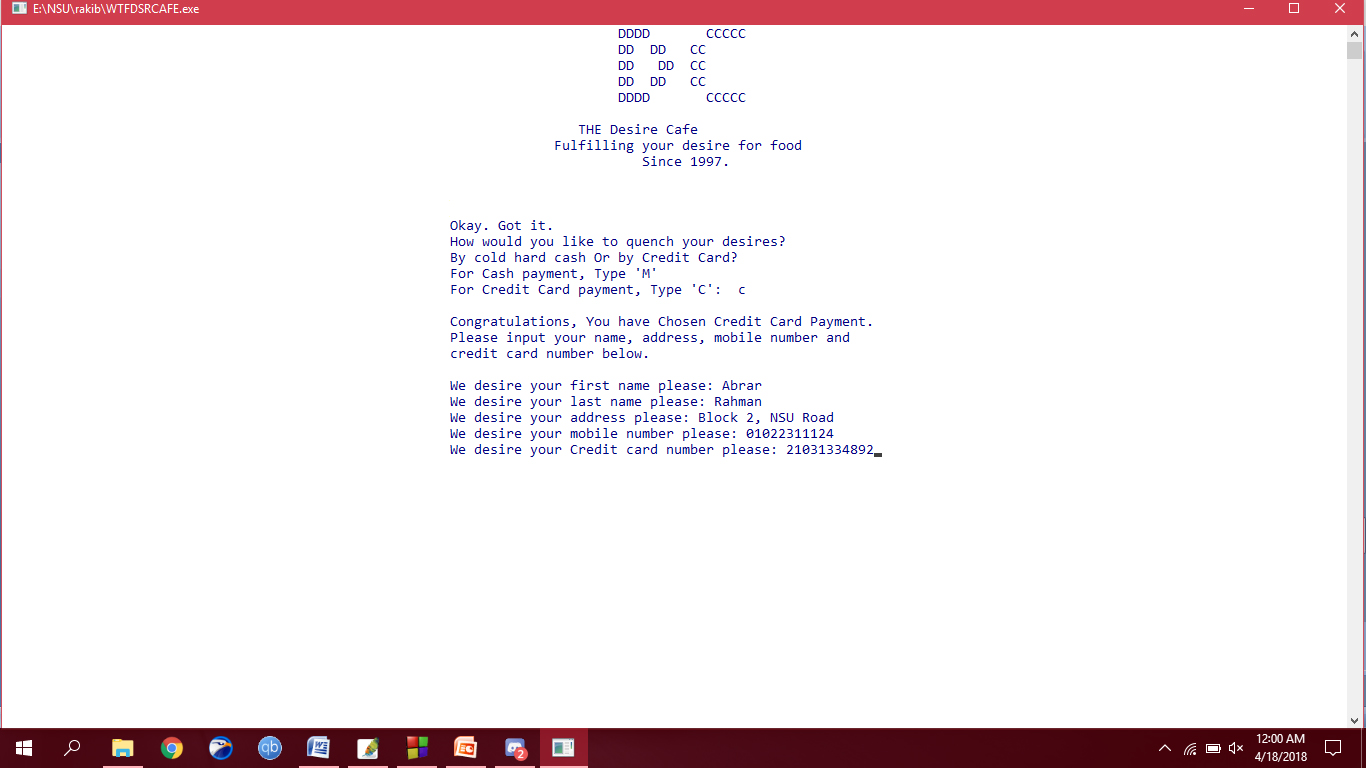 E:\NSU\rakib\WTFDSRCAFE.exe
DDDD       CCCCC
DD  DD   CC
DD   DD  CC
DD  DD   CC
DDDD       CCCCC
THE Desire Cafe
Fulfilling your desire for food
Since 1997.
Okay. Got it.
How would you like to quench your desires?
By cold hard cash Or by Credit Card?
For Cash payment, Type 'M'
For Credit Card payment, Type 'C':  c
Congratulations, You have Chosen Credit Card Payment.
Please input your name, address, mobile number and
credit card number below.
We desire your first name please: Abrar
We desire your last name please: Rahman
We desire your address please: Block 2, NSU Road
We desire your mobile number please: 01022311124
We desire your Credit card number please: 21031334892
qb
2
12:00 AM
4/18/2018